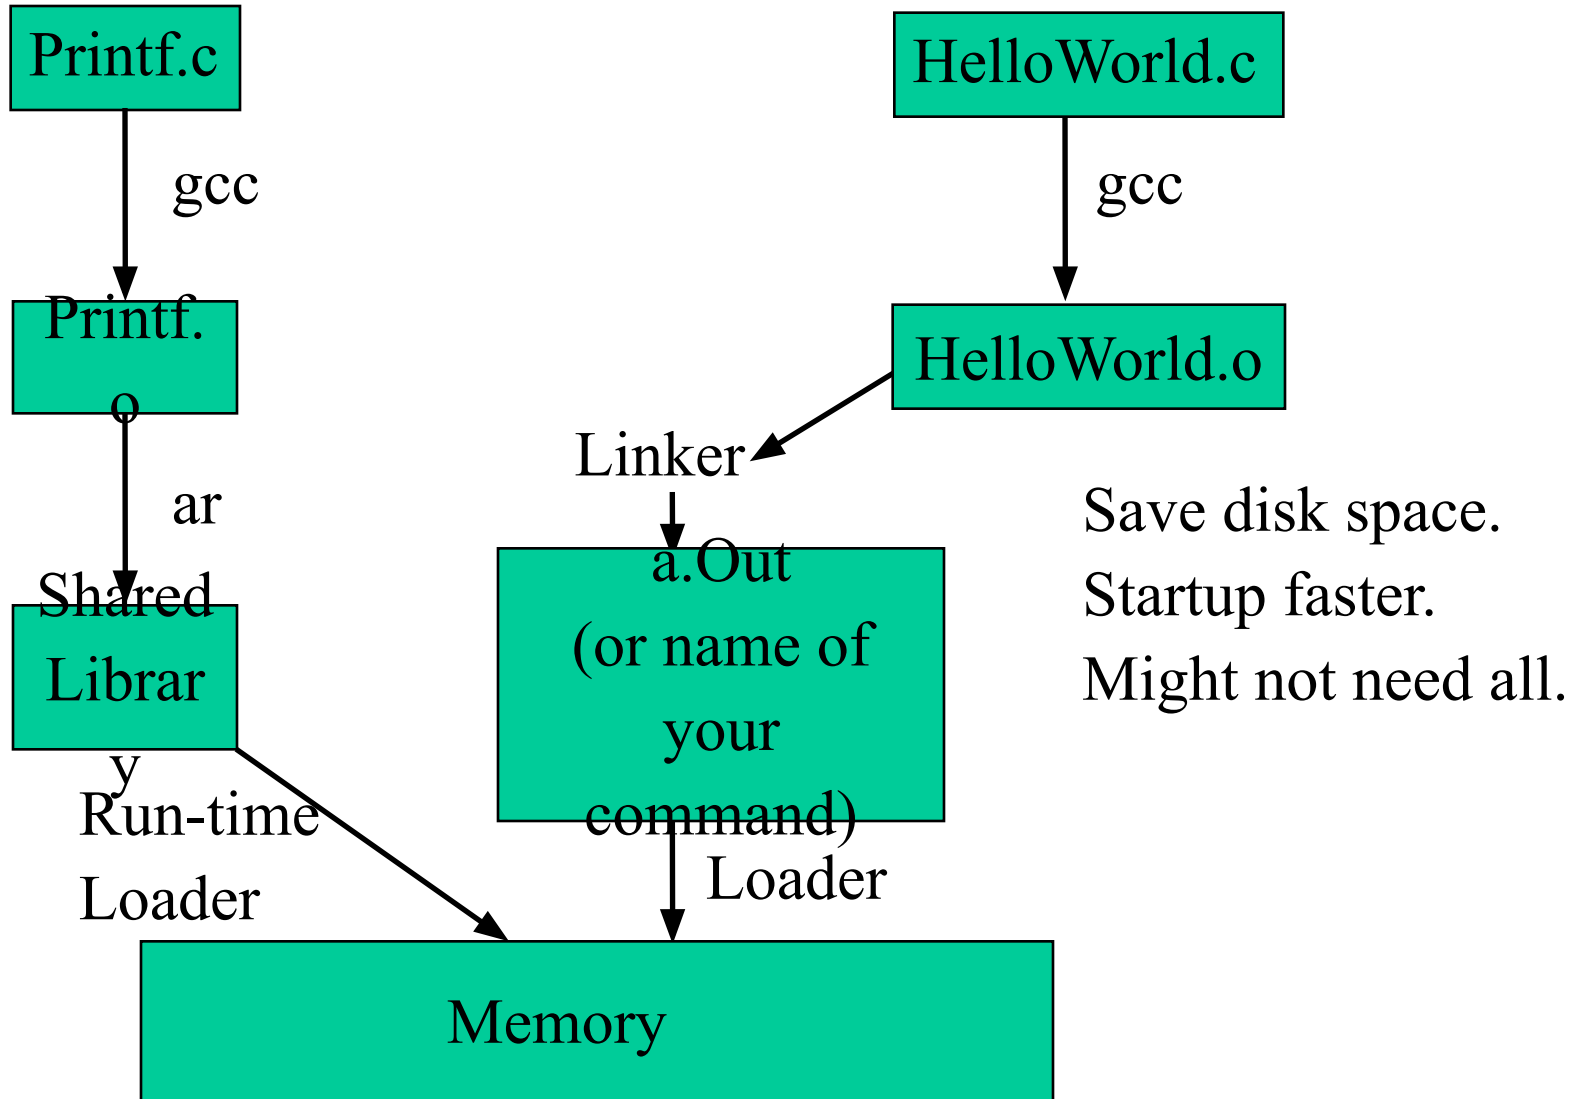 Printf.c
HelloWorld.c
gcc
gcc
Printf.
o
HelloWorld.o
Linker
ar
Save disk space.
Startup faster.
Might not need all.
Shared
Librar
y
a.Out
(or name of
your
command)
Run-time
Loader
Loader
Memory